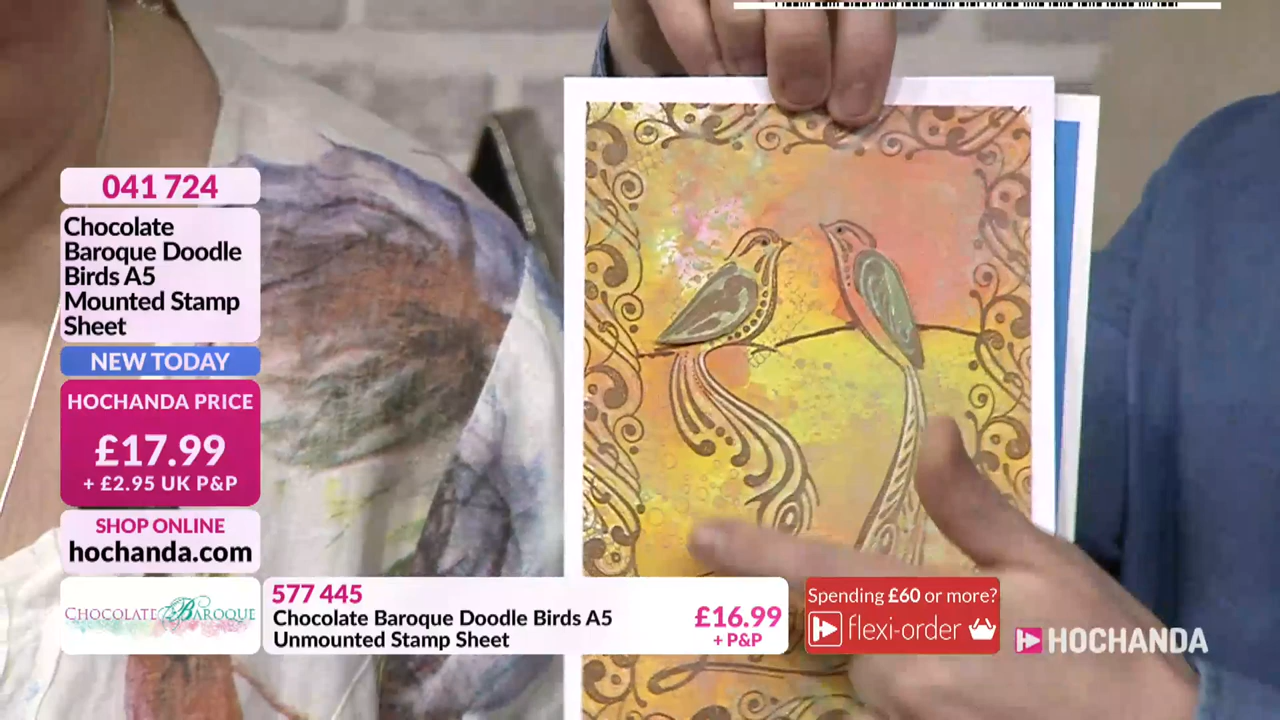 041 724
Chocolate
Baroque Doodle
Birds A5
Mounted Stamp
Sheet
NEW TODAY
HOCHANDA PRICE
£17.99
+ £2.95 UK P&P
SHOP ONLINE
hochanda.com
CHOCOLATE BAROQUE
577 445
Chocolate Baroque Doodle Birds A5
Unmounted Stamp Sheet
£16.99
+ P&P
Spending £60 or more?
flexi-order
HOCHANDA